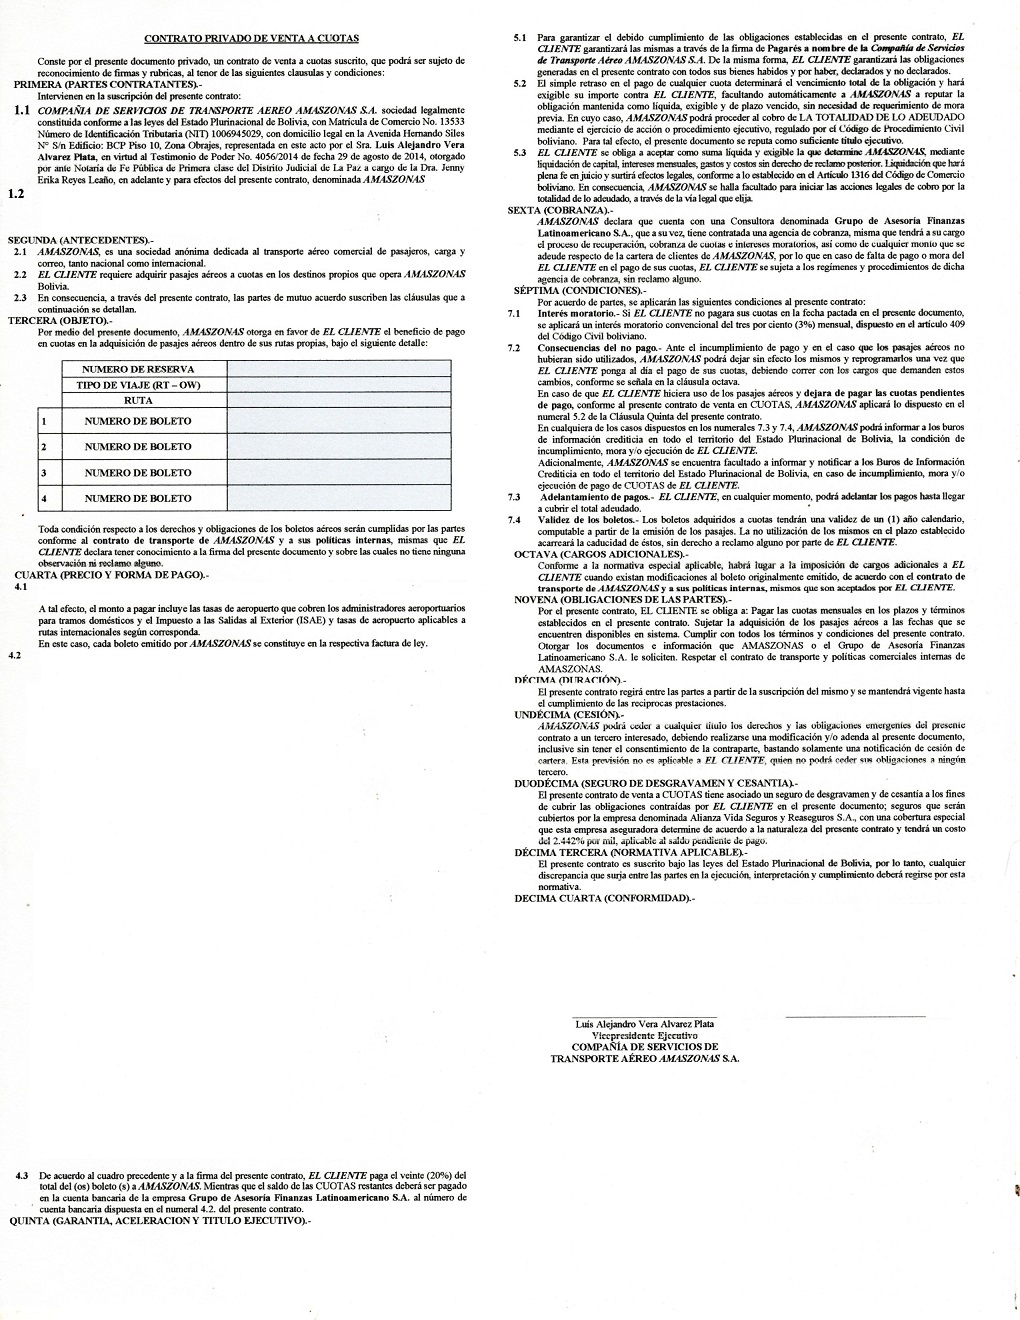 CONTRATO PRIVADO DE VENTA A CUOTAS
Conste por el presente documento privado, un contrato de venta a cuotas suscrito, que podrá ser sujeto de
reconocimiento de firmas y rubricas, al tenor de las siguientes clausulas y condiciones:
PRIMERA (PARTES CONTRATANTES).-
Intervienen en la suscripción del presente contrato:
1.1 COMPAÑIA DE SERVICIOS DE TRANSPORTE AEREO AMASZONAS S.A. sociedad legalmente
constituida conforme a las leyes del Estado Plurinacional de Bolivia, con Matrícula de Comercio No. 13533
Número de Identificación Tributaria (NIT) 1006945029, con domicilio legal en la Avenida Hernando Siles
N° S/n Edificio: BCP Piso 10, Zona Obrajes, representada en este acto por el Sra. Luis Alejandro Vera
Alvarez Plata, en virtud al Testimonio de Poder No. 4056/2014 de fecha 29 de agosto de 2014, otorgado
por ante Notaría de Fe Pública de Primera clase del Distrito Judicial de La Paz a cargo de la Dra. Jenny
Erika Reyes Leaño, en adelante y para efectos del presente contrato, denominada AMASZONAS
1.2
SEGUNDA (ANTECEDENTES).-
2.1 AMASZONAS, es una sociedad anónima dedicada al transporte aéreo comercial de pasajeros, carga y
correo, tanto nacional como internacional.
2.2 EL CLIENTE requiere adquirir pasajes aéreos a cuotas en los destinos propios que opera AMASZONAS
Bolivia.
2.3 En consecuencia, a través del presente contrato, las partes de mutuo acuerdo suscriben las cláusulas que a
continuación se detallan.
TERCERA (OBJETO).-
Por medio del presente documento, AMASZONAS otorga en favor de EL CLIENTE el beneficio de pago
en cuotas en la adquisición de pasajes aéreos dentro de sus rutas propias, bajo el siguiente detalle:
NUMERO DE RESERVA
TIPO DE VIAJE (RT – OW)
RUTA
1 NUMERO DE BOLETO
2 NUMERO DE BOLETO
3 NUMERO DE BOLETO
4 NUMERO DE BOLETO
Toda condición respecto a los derechos y obligaciones de los boletos aéreos serán cumplidas por las partes
conforme al contrato de transporte de AMASZONAS y a sus políticas internas, mismas que EL
CLIENTE declara tener conocimiento a la firma del presente documento y sobre las cuales no tiene ninguna
observación ni reclamo alguno.
CUARTA (PRECIO Y FORMA DE PAGO).-
4.1
A tal efecto, el monto a pagar incluye las tasas de aeropuerto que cobren los administradores aeroportuarios
para tramos domésticos y el Impuesto a las Salidas al Exterior (ISAE) y tasas de aeropuerto aplicables a
rutas internacionales según corresponda.
En este caso, cada boleto emitido por AMASZONAS se constituye en la respectiva factura de ley.
4.2
4.3 De acuerdo al cuadro precedente y a la firma del presente contrato, EL CLIENTE paga el veinte (20%) del
total del (os) boleto (s) a AMASZONAS. Mientras que el saldo de las CUOTAS restantes deberá ser pagado
en la cuenta bancaria de la empresa Grupo de Asesoría Finanzas Latinoamericano S.A. al número de
cuenta bancaria dispuesta en el numeral 4.2. del presente contrato.
QUINTA (GARANTIA, ACELERACION Y TITULO EJECUTIVO).-
5.1 Para garantizar el debido cumplimiento de las obligaciones establecidas en el presente contrato, EL
CLIENTE garantizará las mismas a través de la firma de Pagarés a nombre de la Compañía de Servicios
de Transporte Aéreo AMASZONAS S.A. De la misma forma, EL CLIENTE garantizará las obligaciones
generadas en el presente contrato con todos sus bienes habidos y por haber, declarados y no declarados.
5.2 El simple retraso en el pago de cualquier cuota determinará el vencimiento total de la obligación y hará
exigible su importe contra EL CLIENTE, facultando automáticamente a AMASZONAS a reputar la
obligación mantenida como líquida, exigible y de plazo vencido, sin necesidad de requerimiento de mora
previa. En cuyo caso, AMASZONAS podrá proceder al cobro de LA TOTALIDAD DE LO ADEUDADO
mediante el ejercicio de acción o procedimiento ejecutivo, regulado por el Código de Procedimiento Civil
boliviano. Para tal efecto, el presente documento se reputa como suficiente título ejecutivo.
5.3 EL CLIENTE se obliga a aceptar como suma líquida y exigible la que determine AMASZONAS, mediante
liquidación de capital, intereses mensuales, gastos y costos sin derecho de reclamo posterior. Liquidación que hará
plena fe en juicio y surtirá efectos legales, conforme a lo establecido en el Artículo 1316 del Código de Comercio
boliviano. En consecuencia, AMASZONAS se halla facultado para iniciar las acciones legales de cobro por la
totalidad de lo adeudado, a través de la vía legal que elija.
SEXTA (COBRANZA).-
AMASZONAS declara que cuenta con una Consultora denominada Grupo de Asesoría Finanzas
Latinoamericano S.A., que a su vez, tiene contratada una agencia de cobranza, misma que tendrá a su cargo
el proceso de recuperación, cobranza de cuotas e intereses moratorios, así como de cualquier monto que se
adeude respecto de la cartera de clientes de AMASZONAS, por lo que en caso de falta de pago o mora del
EL CLIENTE en el pago de sus cuotas, EL CLIENTE se sujeta a los regímenes y procedimientos de dicha
agencia de cobranza, sin reclamo alguno.
SÉPTIMA (CONDICIONES).-
Por acuerdo de partes, se aplicarán las siguientes condiciones al presente contrato:
7.1 Interés moratorio.- Si EL CLIENTE no pagara sus cuotas en la fecha pactada en el presente documento,
se aplicará un interés moratorio convencional del tres por ciento (3%) mensual, dispuesto en el artículo 409
del Código Civil boliviano.
7.2 Consecuencias del no pago.- Ante el incumplimiento de pago y en el caso que los pasajes aéreos no
hubieran sido utilizados, AMASZONAS podrá dejar sin efecto los mismos y reprogramarlos una vez que
EL CLIENTE ponga al día el pago de sus cuotas, debiendo correr con los cargos que demanden estos
cambios, conforme se señala en la cláusula octava.
En caso de que EL CLIENTE hiciera uso de los pasajes aéreos y dejara de pagar las cuotas pendientes
de pago, conforme al presente contrato de venta en CUOTAS, AMASZONAS aplicará lo dispuesto en el
numeral 5.2 de la Cláusula Quinta del presente contrato.
En cualquiera de los casos dispuestos en los numerales 7.3 y 7.4, AMASZONAS podrá informar a los buros
de información crediticia en todo el territorio del Estado Plurinacional de Bolivia, la condición de
incumplimiento, mora y/o ejecución de EL CLIENTE.
Adicionalmente, AMASZONAS se encuentra facultado a informar y notificar a los Buros de Información
Crediticia en todo el territorio del Estado Plurinacional de Bolivia, en caso de incumplimiento, mora y/o
ejecución de pago de CUOTAS de EL CLIENTE.
7.3 Adelantamiento de pagos.- EL CLIENTE, en cualquier momento, podrá adelantar los pagos hasta llegar
a cubrir el total adeudado.
7.4 Validez de los boletos.- Los boletos adquiridos a cuotas tendrán una validez de un (1) año calendario,
computable a partir de la emisión de los pasajes. La no utilización de los mismos en el plazo establecido
acarreará la caducidad de éstos, sin derecho a reclamo alguno por parte de EL CLIENTE.
OCTAVA (CARGOS ADICIONALES).-
Conforme a la normativa especial aplicable, habrá lugar a la imposición de cargos adicionales a EL
CLIENTE cuando existan modificaciones al boleto originalmente emitido, de acuerdo con el contrato de
transporte de AMASZONAS y a sus políticas internas, mismos que son aceptados por EL CLIENTE.
NOVENA (OBLIGACIONES DE LAS PARTES).-
Por el presente contrato, EL CLIENTE se obliga a: Pagar las cuotas mensuales en los plazos y términos
establecidos en el presente contrato. Sujetar la adquisición de los pasajes aéreos a las fechas que se
encuentren disponibles en sistema. Cumplir con todos los términos y condiciones del presente contrato.
Otorgar los documentos e información que AMASZONAS o el Grupo de Asesoría Finanzas
Latinoamericano S.A. le soliciten. Respetar el contrato de transporte y políticas comerciales internas de
AMASZONAS.
DÉCIMA (DURACIÓN).-
El presente contrato regirá entre las partes a partir de la suscripción del mismo y se mantendrá vigente hasta
el cumplimiento de las reciprocas prestaciones.
UNDÉCIMA (CESIÓN).-
AMASZONAS podrá ceder a cualquier título los derechos y las obligaciones emergentes del presente
contrato a un tercero interesado, debiendo realizarse una modificación y/o adenda al presente documento,
inclusive sin tener el consentimiento de la contraparte, bastando solamente una notificación de cesión de
cartera. Esta previsión no es aplicable a EL CLIENTE, quien no podrá ceder sus obligaciones a ningún
tercero.
DUODÉCIMA (SEGURO DE DESGRAVAMEN Y CESANTIA).-
El presente contrato de venta a CUOTAS tiene asociado un seguro de desgravamen y de cesantía a los fines
de cubrir las obligaciones contraídas por EL CLIENTE en el presente documento; seguros que serán
cubiertos por la empresa denominada Alianza Vida Seguros y Reaseguros S.A., con una cobertura especial
que esta empresa aseguradora determine de acuerdo a la naturaleza del presente contrato y tendrá un costo
del 2.442% por mil, aplicable al saldo pendiente de pago.
DÉCIMA TERCERA (NORMATIVA APLICABLE).-
El presente contrato es suscrito bajo las leyes del Estado Plurinacional de Bolivia, por lo tanto, cualquier
discrepancia que surja entre las partes en la ejecución, interpretación y cumplimiento deberá regirse por esta
normativa.
DECIMA CUARTA (CONFORMIDAD).-
Luis Alejandro Vera Alvarez Plata
Vicepresidente Ejecutivo
COMPAÑÍA DE SERVICIOS DE
TRANSPORTE AÉREO AMASZONAS S.A.